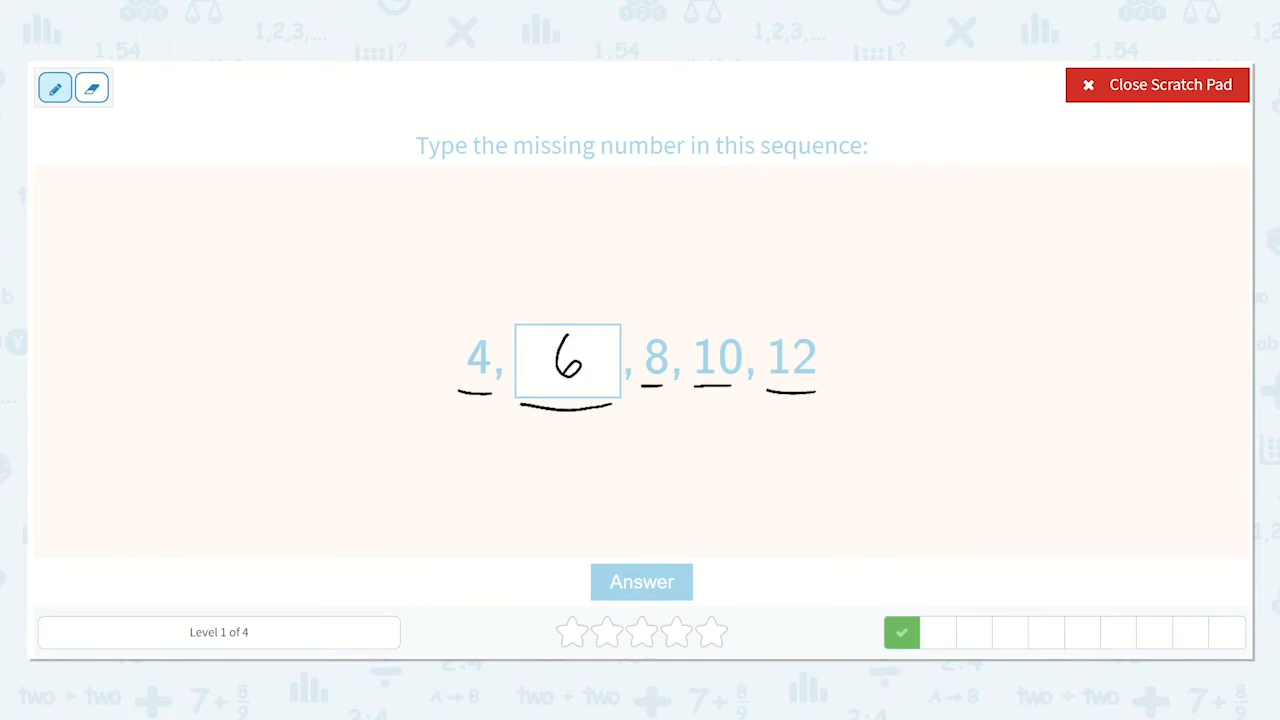 Close Scratch Pad
Type the missing number in this sequence:
4, 6, 8, 10, 12
Answer
Level 1 of 4